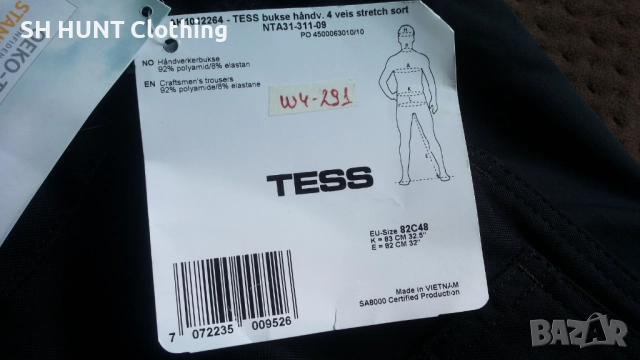 SH HUNT Clothing
STAN
EKO-T
- TESS bukse håndv. 4 veis stretch sort
NTA31-311-09
PO 4500063010/10
NO Håndverkerbukse
92% polyamid/8% elastan
EN Craftsmen's trousers
92% polyamide/8% elastane
W4-291
TESS
EU-Size 82C48
K = 83 CM 32.5"
E = 82 CM 32"
Made in VIETNAM
SA8000 Certified Production
7 072235 009526
BAZAR